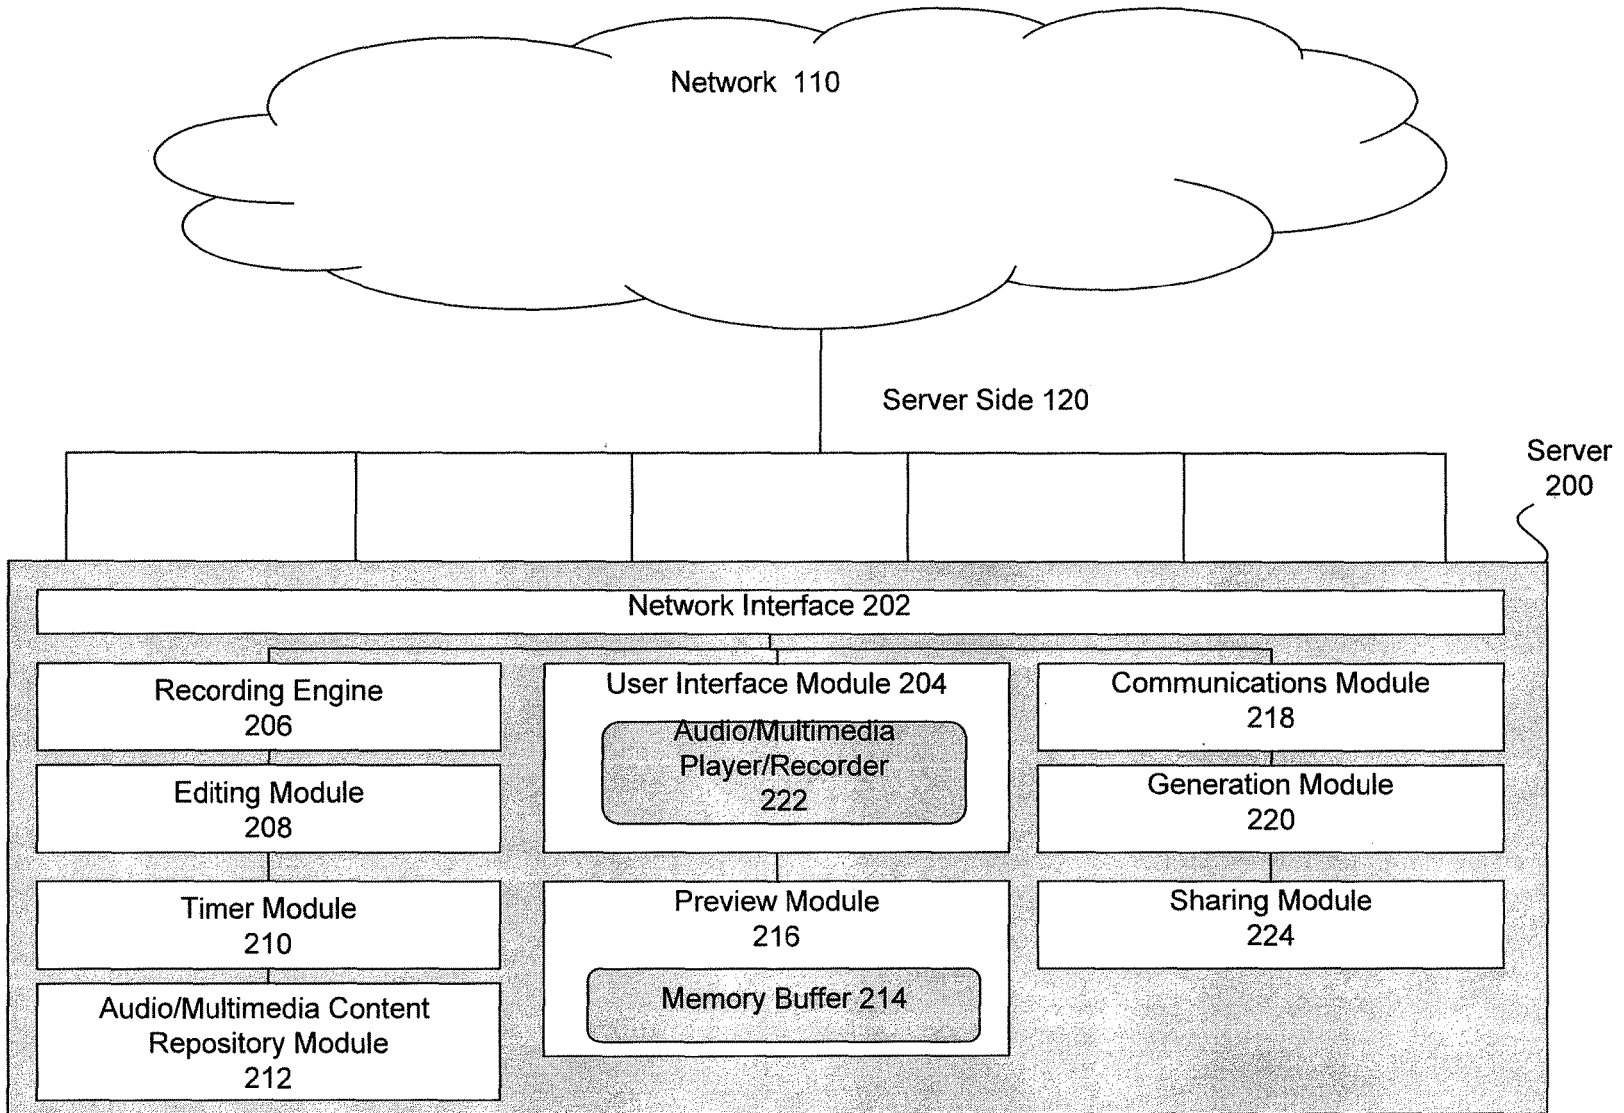 Network 110
Server Side 120
Server
200
Network Interface 202
Recording Engine
206
Editing Module
208
Timer Module
210
Audio/Multimedia Content
Repository Module
212
User Interface Module 204
Audio/Multimedia
Player/Recorder
222
Preview Module
216
Memory Buffer 214
Communications Module
218
Generation Module
220
Sharing Module
224